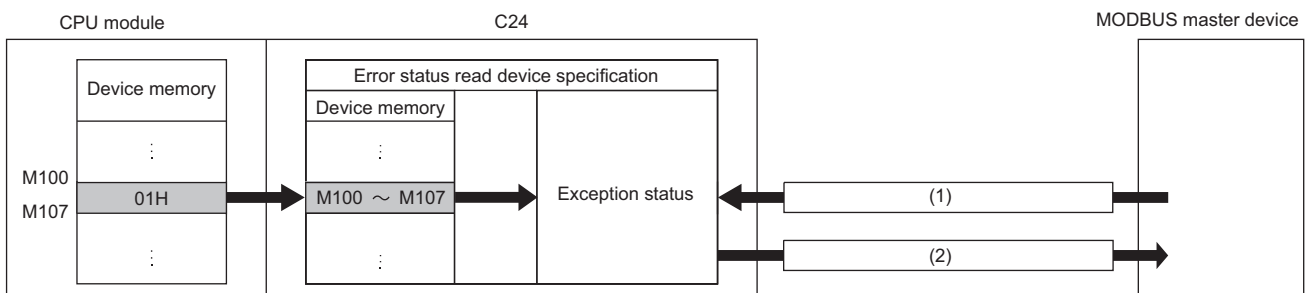 CPU module
C24
MODBUS master device
Error status read device specification
Device memory
Device memory
⋮
⋮
M100
M107
01H
M100 ～ M107
Exception status
(1)
(2)
⋮
⋮